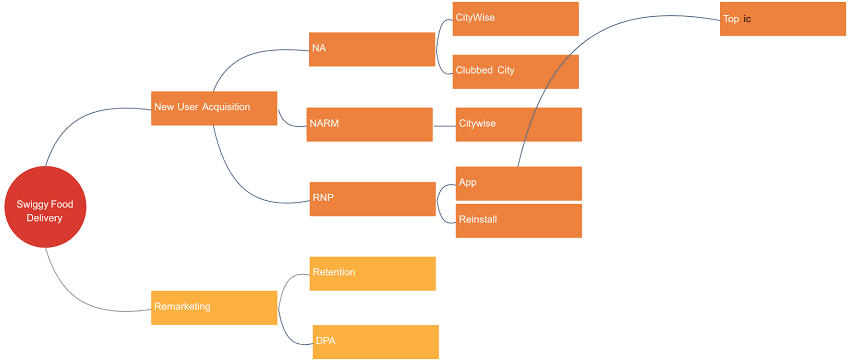 CityWise
Top ic
NA
Clubbed City
New User Acquisition
NARM
Citywise
App
RNP
Swiggy Food
Delivery
Reinstall
Retention
Remarketing
DPA